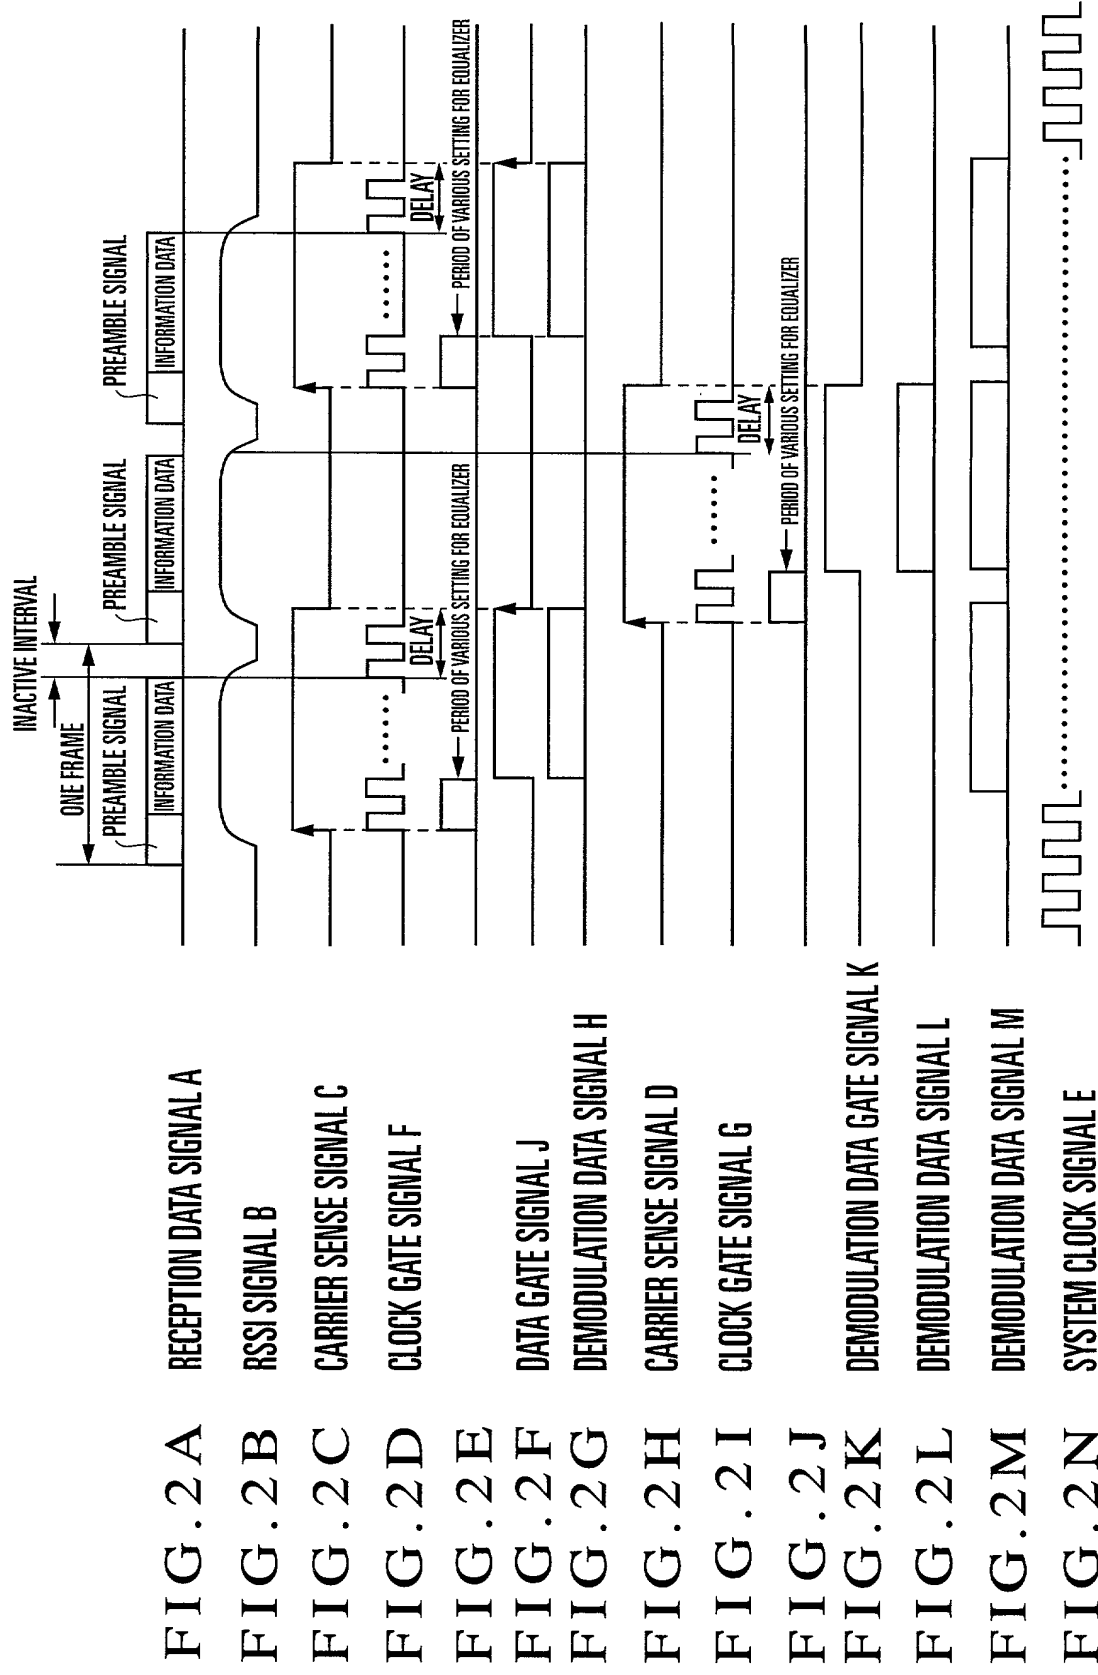 FIG.2A RECEPTION DATA SIGNAL A
INACTIVE INTERVAL
ONE FRAME
PREAMBLE SIGNAL PREAMBLE SIGNAL PREAMBLE SIGNAL
INFORMATION DATA INFORMATION DATA INFORMATION DATA
FIG.2B RSSI SIGNAL B
FIG.2C CARRIER SENSE SIGNAL C
FIG.2D CLOCK GATE SIGNAL F
DELAY DELAY
FIG.2E
PERIOD OF VARIOUS SETTING FOR EQUALIZER PERIOD OF VARIOUS SETTING FOR EQUALIZER
FIG.2F DATA GATE SIGNAL J
FIG.2G DEMODULATION DATA SIGNAL H
FIG.2H CARRIER SENSE SIGNAL D
FIG.2I CLOCK GATE SIGNAL G
DELAY
FIG.2J
PERIOD OF VARIOUS SETTING FOR EQUALIZER
FIG.2K DEMODULATION DATA GATE SIGNAL K
FIG.2L DEMODULATION DATA SIGNAL L
FIG.2M DEMODULATION DATA SIGNAL M
FIG.2N SYSTEM CLOCK SIGNAL E